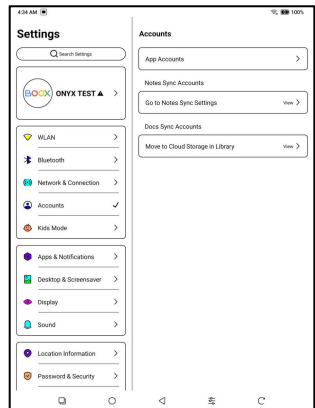 4:34 AM
100%
Settings
Search Settings
BOOX
ONYX TEST
WLAN
Bluetooth
Network & Connection
Accounts
Kids Mode
Apps & Notifications
Desktop & Screensaver
Display
Sound
Location Information
Password & Security
Accounts
App Accounts
Notes Sync Accounts
Go to Notes Sync Settings View
Docs Sync Accounts
Move to Cloud Storage in Library View